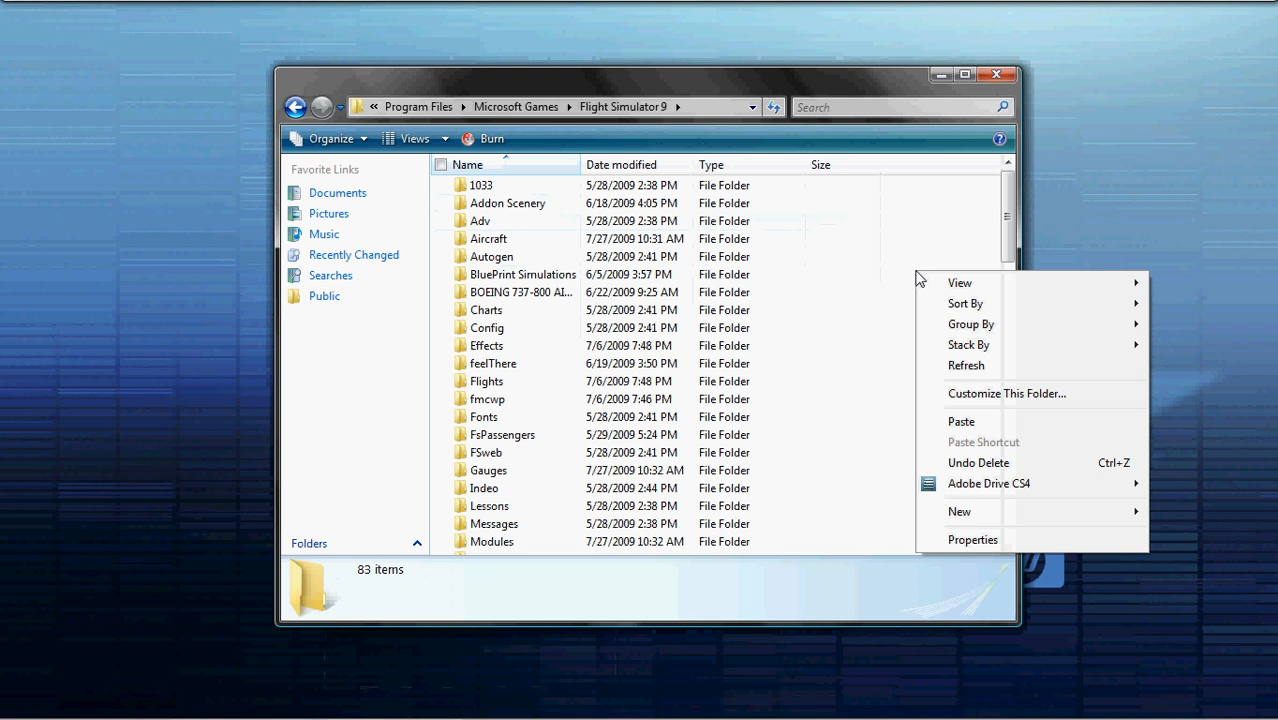 Program Files Microsoft Games Flight Simulator 9 Search
Organize Views Burn
Favorite Links
Documents
Pictures
Music
Recently Changed
Searches
Public
Folders
Name Date modified Type Size
1033 5/28/2009 2:38 PM File Folder
Addon Scenery 6/18/2009 4:05 PM File Folder
Adv 5/28/2009 2:38 PM File Folder
Aircraft 7/27/2009 10:31 AM File Folder
Autogen 5/28/2009 2:41 PM File Folder
BluePrint Simulations 6/5/2009 3:57 PM File Folder
BOEING 737-800 AI... 6/22/2009 9:25 AM File Folder
Charts 5/28/2009 2:41 PM File Folder
Config 5/28/2009 2:41 PM File Folder
Effects 7/6/2009 7:48 PM File Folder
feelThere 6/19/2009 3:50 PM File Folder
Flights 7/6/2009 7:48 PM File Folder
fmcwp 7/6/2009 7:46 PM File Folder
Fonts 5/28/2009 2:41 PM File Folder
FsPassengers 5/29/2009 5:24 PM File Folder
FSweb 5/28/2009 2:41 PM File Folder
Gauges 7/27/2009 10:32 AM File Folder
Indeo 5/28/2009 2:44 PM File Folder
Lessons 5/28/2009 2:38 PM File Folder
Messages 5/28/2009 2:38 PM File Folder
Modules 7/27/2009 10:32 AM File Folder
83 items
View
Sort By
Group By
Stack By
Refresh
Customize This Folder...
Paste
Paste Shortcut
Undo Delete Ctrl+Z
Adobe Drive CS4
New
Properties